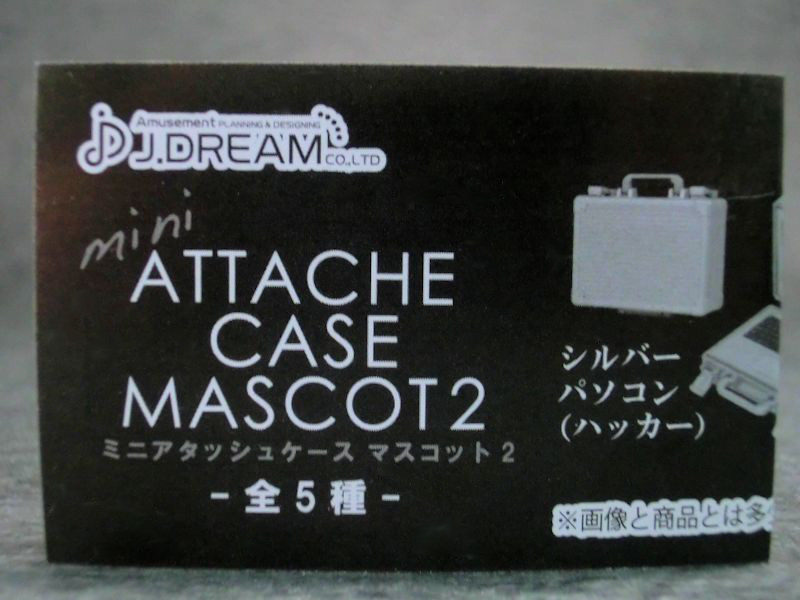 Amusement PLANNING & DESIGNING
J.DREAM CO.,LTD
mini
ATTACHE
CASE
MASCOT2
ミニアタッシュケース マスコット2
-全5種-
シルバー
パソコン
(ハッカー)
※画像と商品とは多